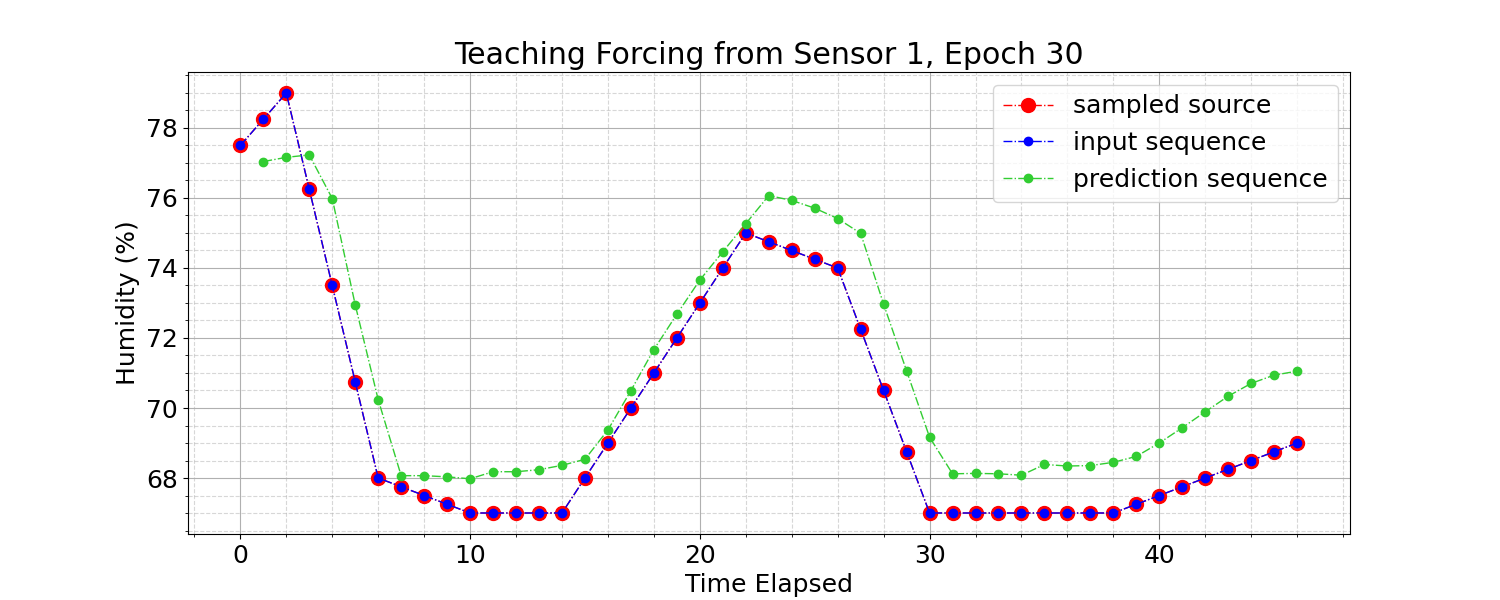 Teaching Forcing from Sensor 1, Epoch 30
sampled source
input sequence
prediction sequence
Humidity (%)
78
76
74
72
70
68
0 10 20 30 40
Time Elapsed